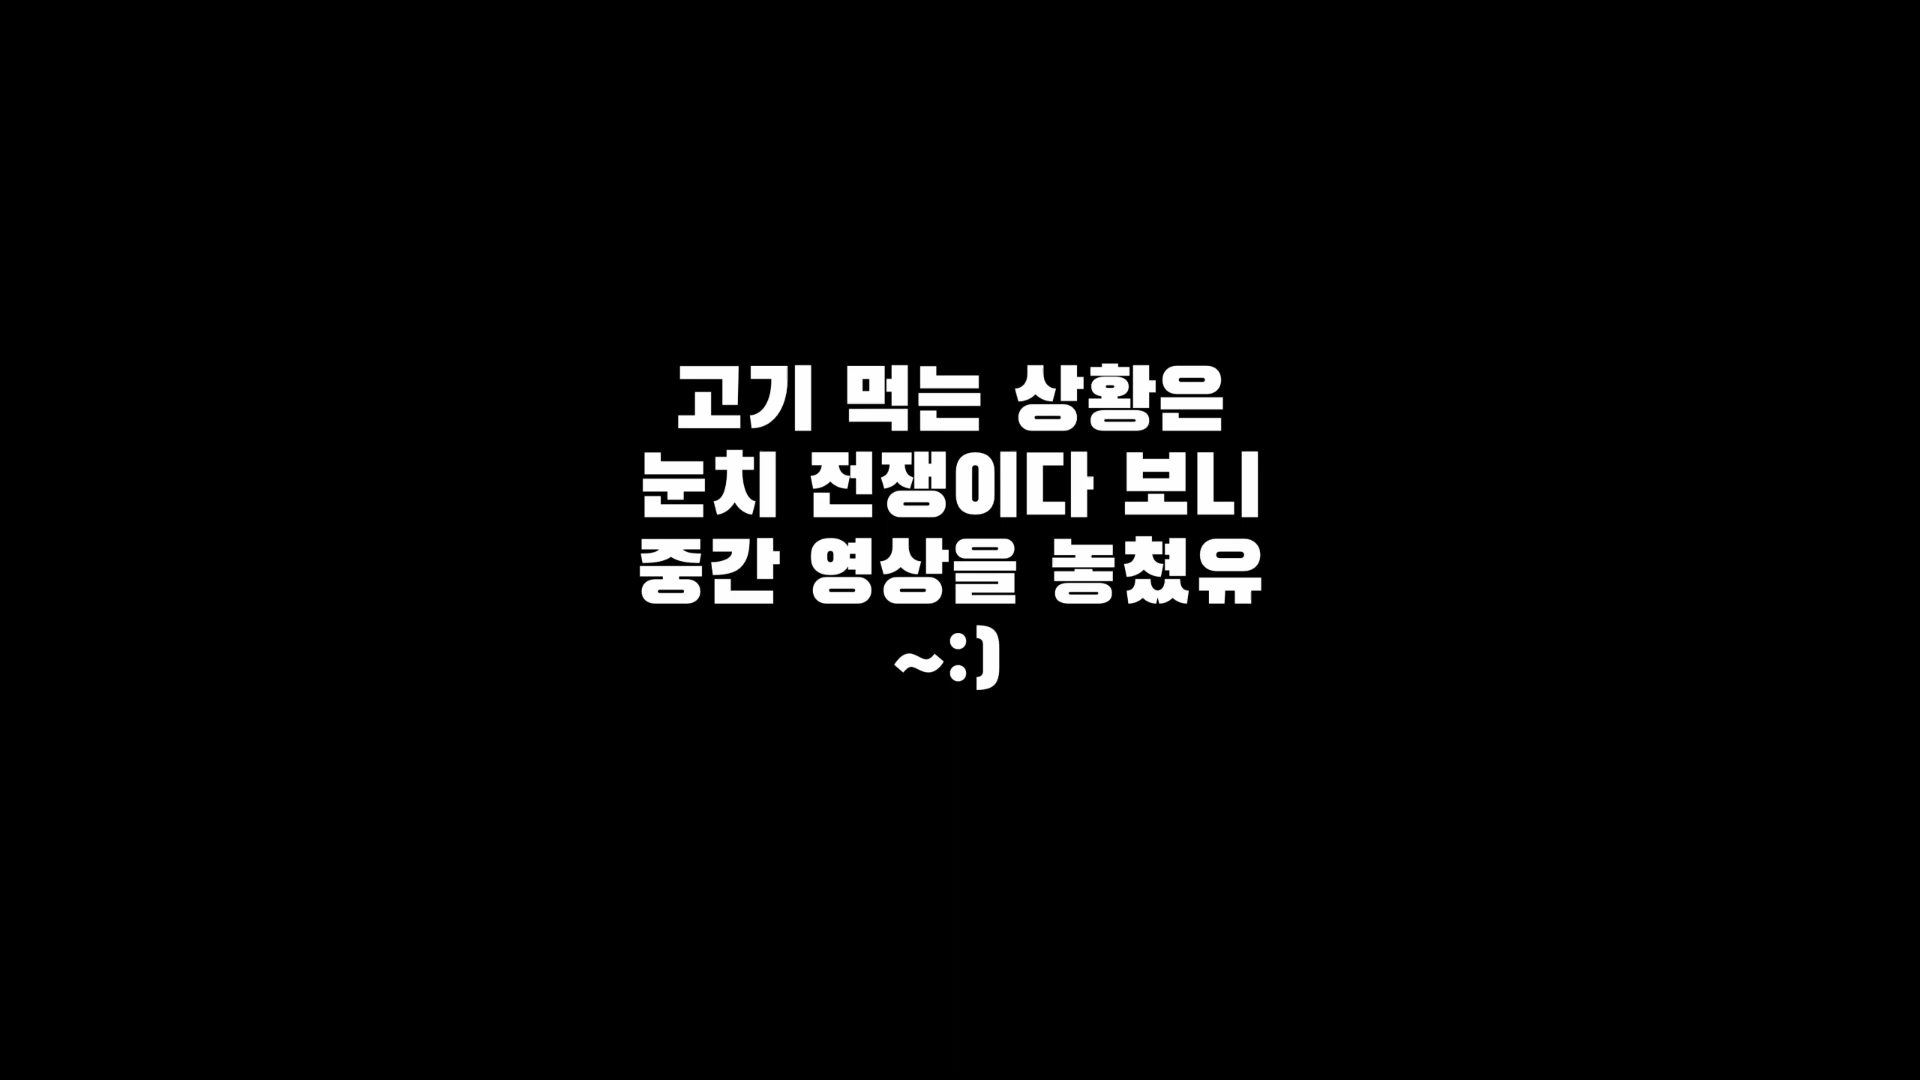 고기 먹는 상황은
눈치 전쟁이다 보니
중간 영상을 놓쳤유
~:)